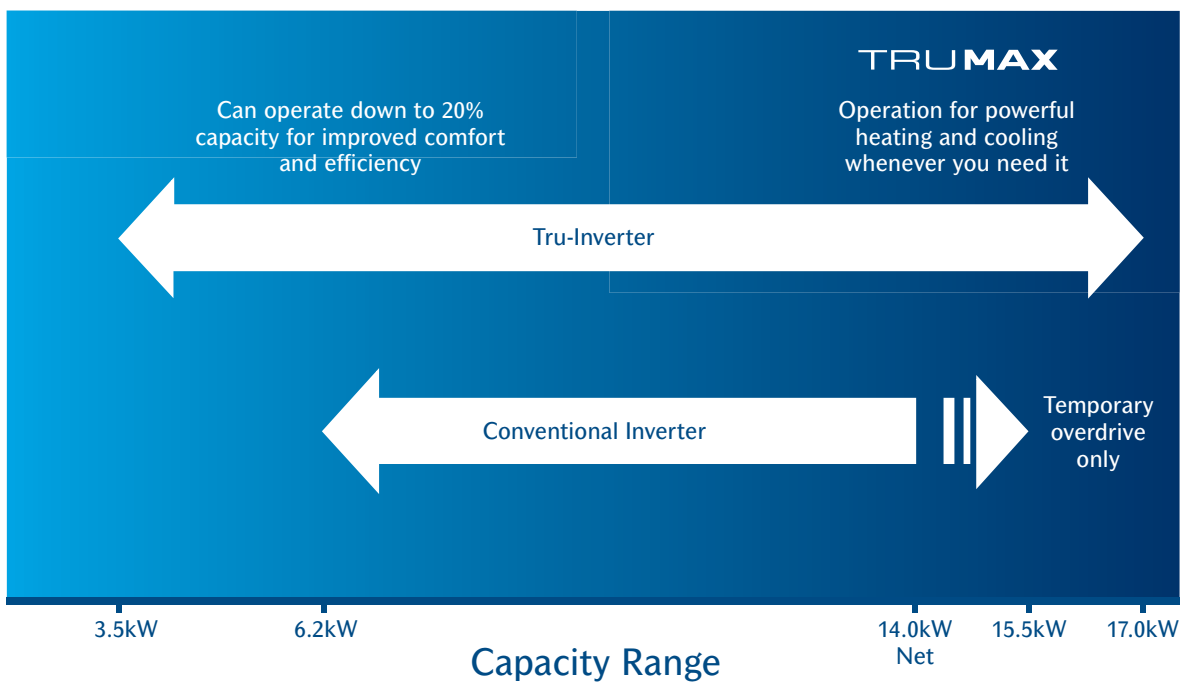 TRUMAX
Can operate down to 20%
capacity for improved comfort
and efficiency
Operation for powerful
heating and cooling
whenever you need it
Tru-Inverter
Conventional Inverter
Temporary
overdrive
only
3.5kW
6.2kW
14.0kW
Net
15.5kW
17.0kW
Capacity Range